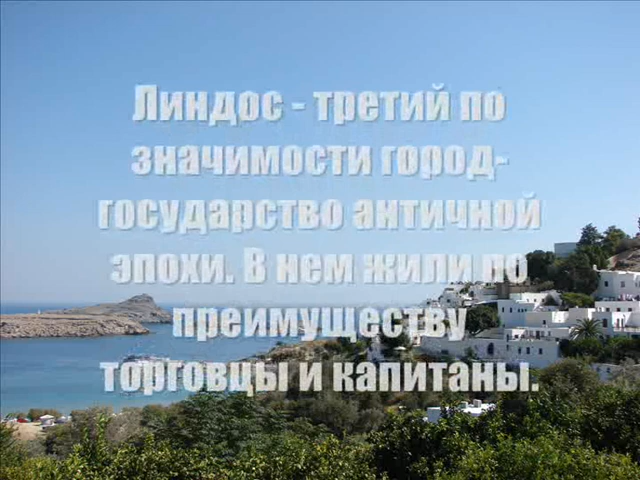 Линдос - третий по
значимости город-
государство античной
эпохи. В нем жили по
преимуществу
торговцы и капитаны.